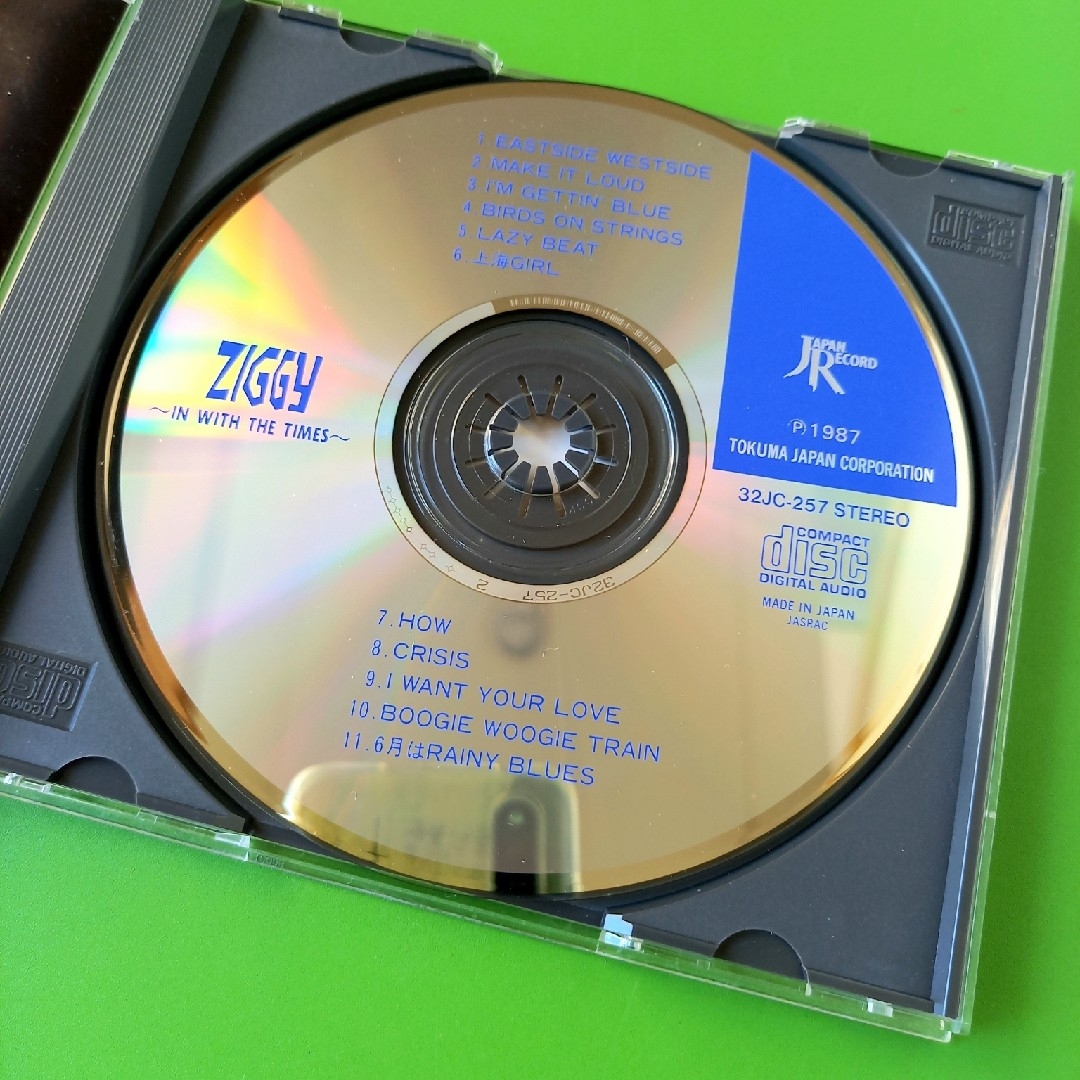 1. EASTSIDE WESTSIDE
2. MAKE IT LOUD
3. I'M GETTIN' BLUE
4. BIRDS ON STRINGS
5. LAZY BEAT
6. 上海GIRL
ZIGGY
〜IN WITH THE TIMES〜
JAPAN RECORD
Ⓟ1987
TOKUMA JAPAN CORPORATION
32JC-257 STEREO
COMPACT
disc
DIGITAL AUDIO
MADE IN JAPAN
JASRAC
32JC-257 2
7. HOW
8. CRISIS
9. I WANT YOUR LOVE
10. BOOGIE WOOGIE TRAIN
11. 6月はRAINY BLUES
COMPACT
disc
DIGITAL AUDIO
COMPACT
disc
DIGITAL AUDIO